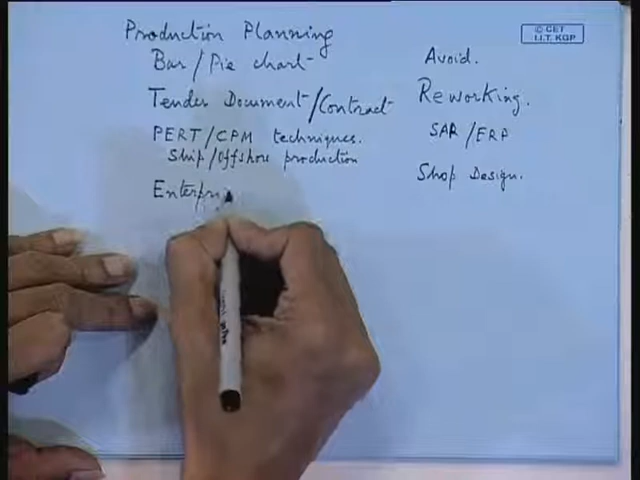 Production Planning
Bar/Pie chart
Tender Document/Contract
PERT/CPM techniques.
Ship/Offshore production
Enterpri
Avoid.
Reworking.
SAR/ERP
Shop Design.
© CET
I.I.T. KGP